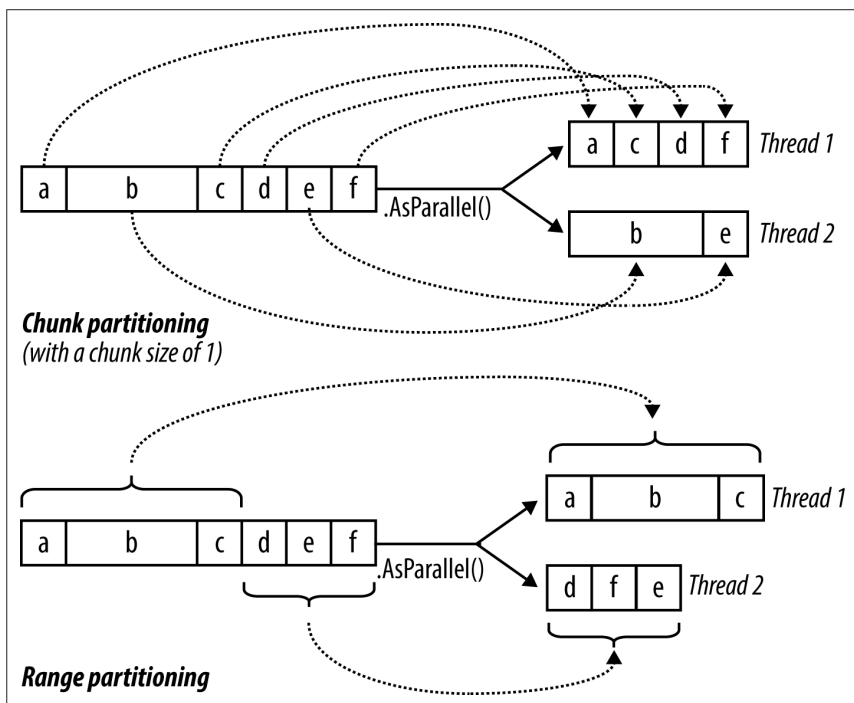 a c d f Thread 1
a b c d e f
.AsParallel()
b e Thread 2
Chunk partitioning
(with a chunk size of 1)
a b c Thread 1
a b c d e f
.AsParallel()
d f e Thread 2
Range partitioning